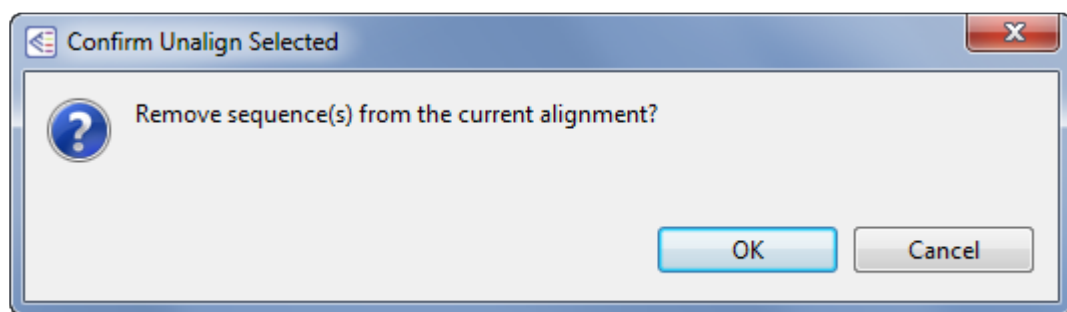 Confirm Unalign Selected
Remove sequence(s) from the current alignment?
OK
Cancel